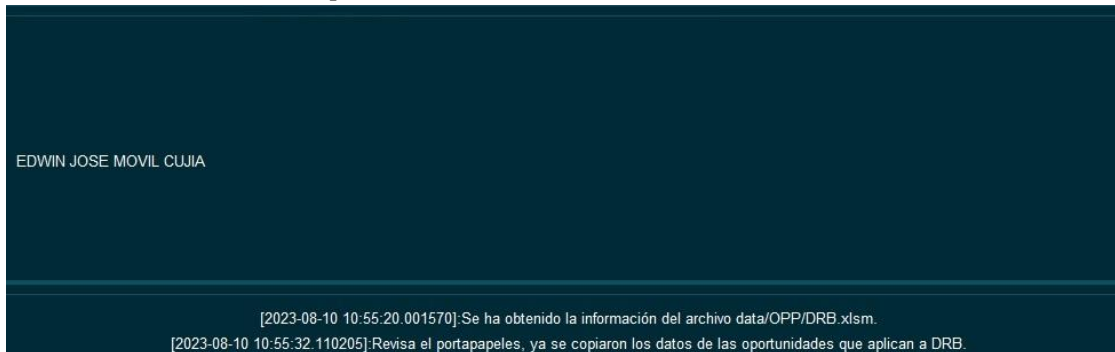 EDWIN JOSE MOVIL CUJIA
[2023-08-10 10:55:20.001570]:Se ha obtenido la información del archivo data/OPP/DRB.xlsm.
[2023-08-10 10:55:32.110205]:Revisa el portapapeles, ya se copiaron los datos de las oportunidades que aplican a DRB.